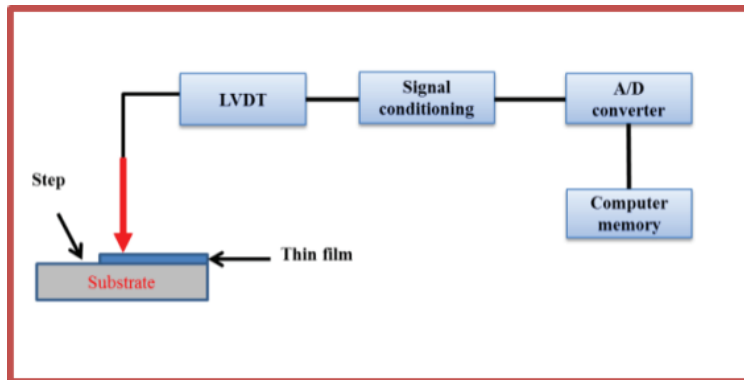 LVDT
Signal
conditioning
A/D
converter
Step
Computer
memory
Thin film
Substrate